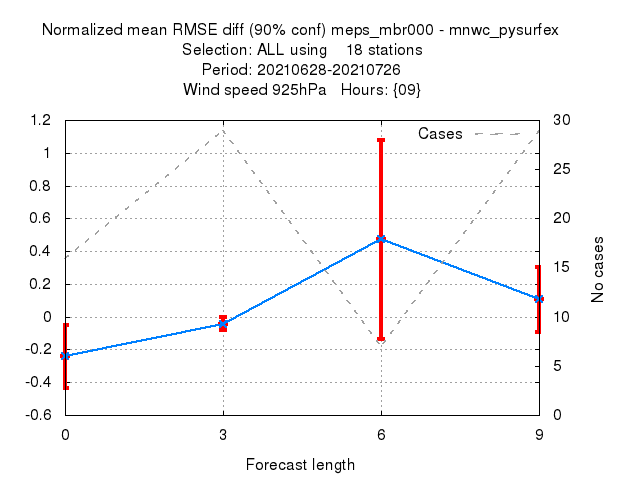 Normalized mean RMSE diff (90% conf) meps_mbr000 - mnwc_pysurfex
Selection: ALL using 18 stations
Period: 20210628-20210726
Wind speed 925hPa Hours: {09}
Cases
1.2
1
0.8
0.6
0.4
0.2
0
-0.2
-0.4
-0.6
30
25
20
15
10
5
0
No cases
0 3 6 9
Forecast length